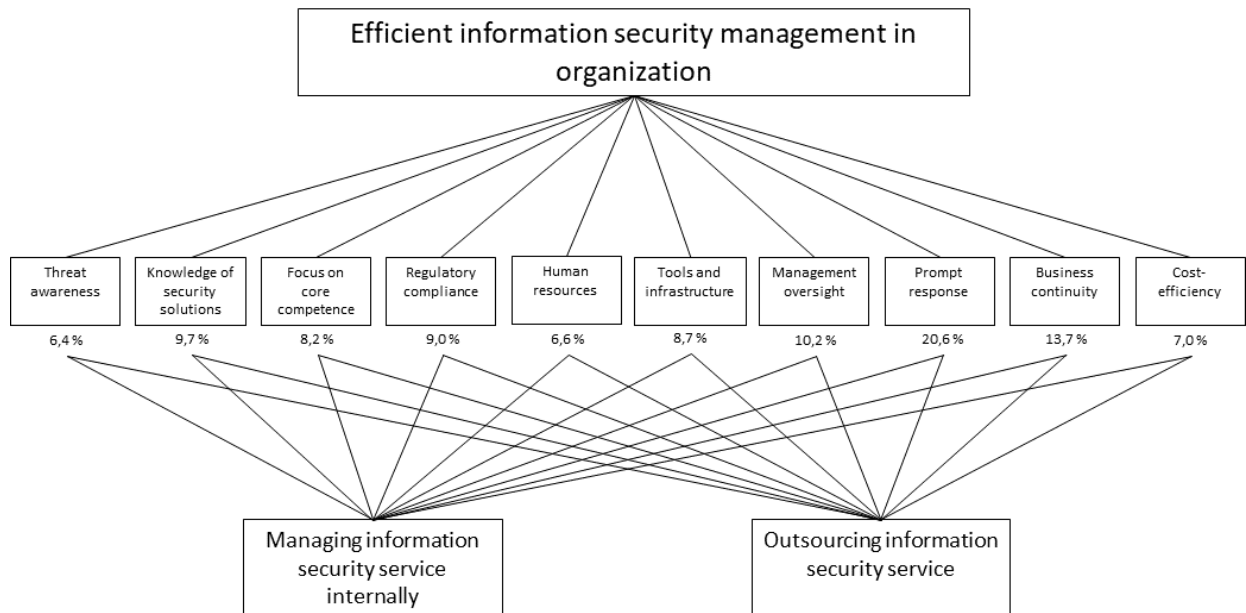 Efficient information security management in
organization
Threat
awareness
Knowledge of
security
solutions
Focus on
core
competence
Regulatory
compliance
Human
resources
Tools and
infrastructure
Management
oversight
Prompt
response
Business
continuity
Cost-
efficiency
6,4 %
9,7 %
8,2 %
9,0 %
6,6 %
8,7 %
10,2 %
20,6 %
13,7 %
7,0 %
Managing information
security service
internally
Outsourcing information
security service